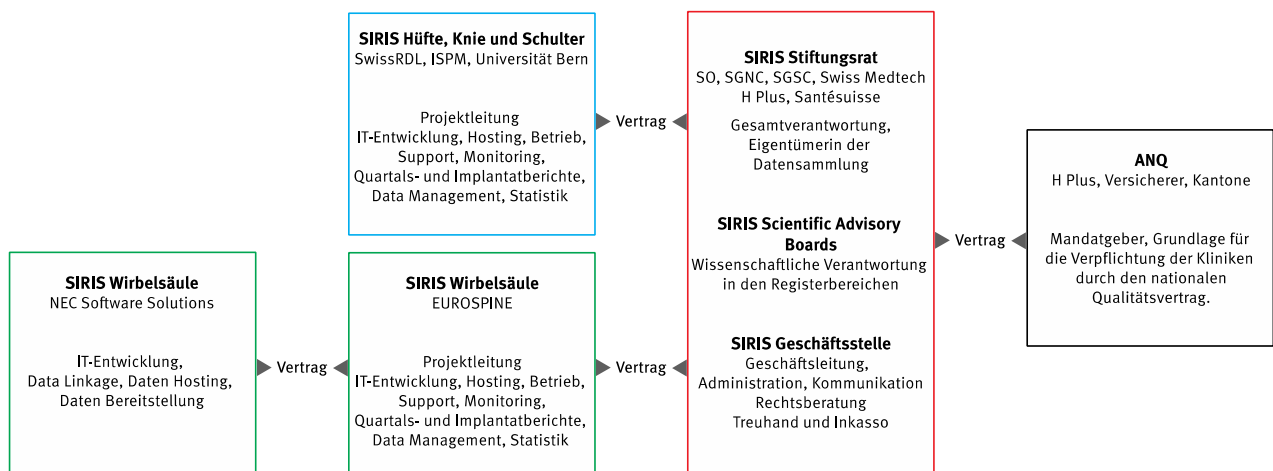 SIRIS Hüfte, Knie und Schulter
SwissRDL, ISPM, Universität Bern
Projektleitung
IT-Entwicklung, Hosting, Betrieb,
Support, Monitoring,
Quartals- und Implantatberichte,
Data Management, Statistik
Vertrag
SIRIS Wirbelsäule
NEC Software Solutions
IT-Entwicklung,
Data Linkage, Daten Hosting,
Daten Bereitstellung
Vertrag
SIRIS Wirbelsäule
EUROSPINE
Projektleitung
IT-Entwicklung, Hosting, Betrieb,
Support, Monitoring,
Quartals- und Implantatberichte,
Data Management, Statistik
Vertrag
SIRIS Stiftungsrat
SO, SGNC, SGSC, Swiss Medtech
H Plus, Santésuisse
Gesamtverantwortung,
Eigentümerin der
Datensammlung
SIRIS Scientific Advisory
Boards
Wissenschaftliche Verantwortung
in den Registerbereichen
SIRIS Geschäftsstelle
Geschäftsleitung,
Administration, Kommunikation
Rechtsberatung
Treuhand und Inkasso
Vertrag
ANQ
H Plus, Versicherer, Kantone
Mandatgeber, Grundlage für
die Verpflichtung der Kliniken
durch den nationalen
Qualitätsvertrag.